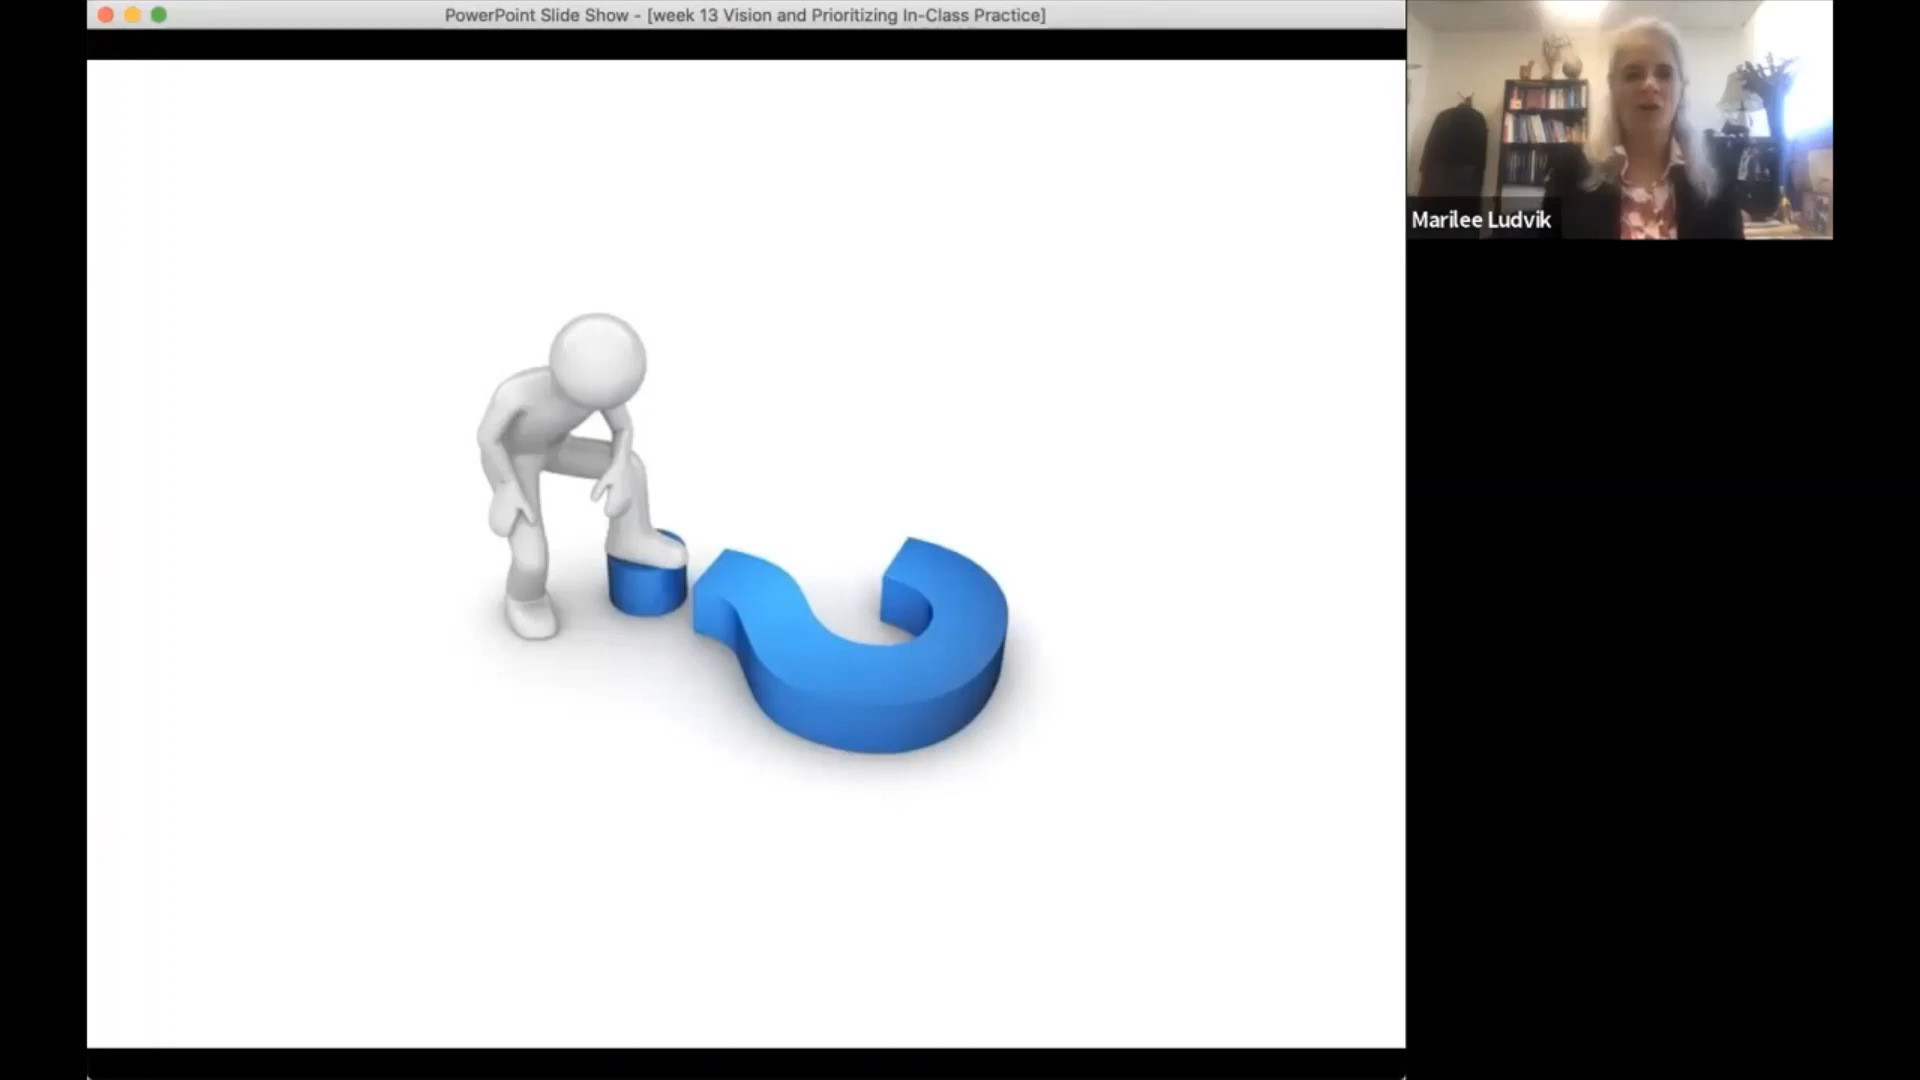 PowerPoint Slide Show - [week 13 Vision and Prioritizing In-Class Practice]
Marilee Ludvik